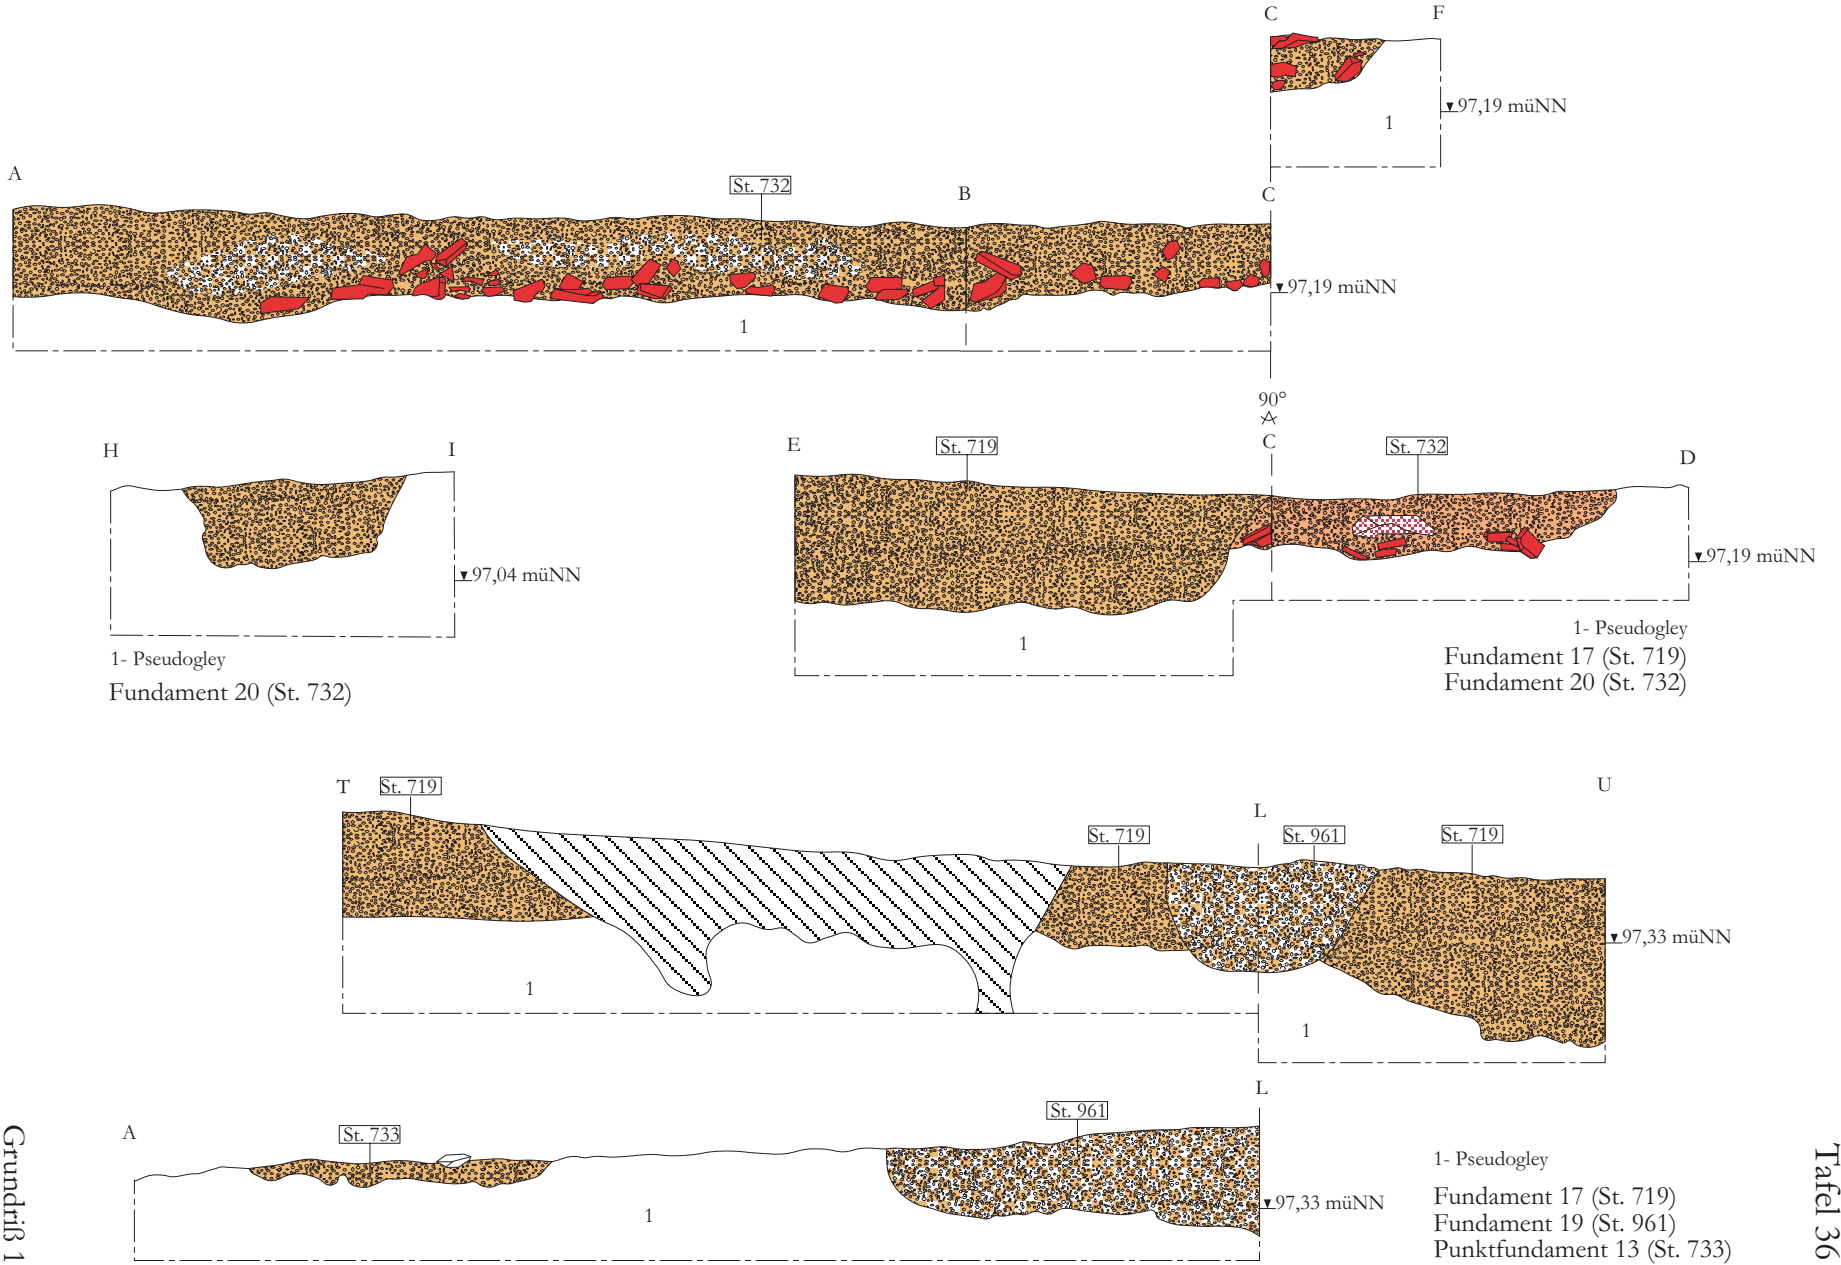 C F
97,19 müNN
1
A
St. 732
B
C
97,19 müNN
1
90°
H I
97,04 müNN
1- Pseudogley
Fundament 20 (St. 732)
E
St. 719
C
St. 732
D
97,19 müNN
1
1- Pseudogley
Fundament 17 (St. 719)
Fundament 20 (St. 732)
T
St. 719
St. 719
L
St. 961
St. 719
U
97,33 müNN
1
1
A
St. 733
St. 961
L
97,33 müNN
1
1- Pseudogley
Fundament 17 (St. 719)
Fundament 19 (St. 961)
Punktfundament 13 (St. 733)
Grundriß 1
Tafel 36